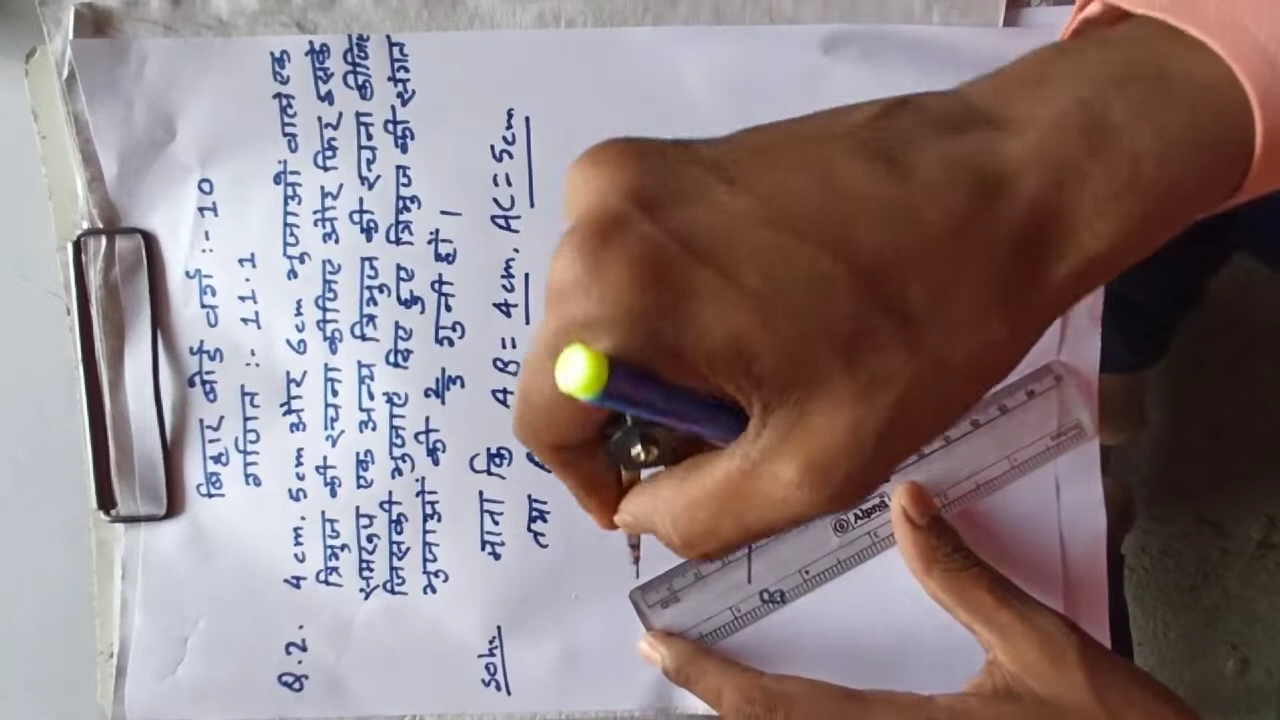 बिहार बोर्ड वर्ग :- 10
गणित :- 11.1
Q.2. 4cm. 5cm और 6cm भुजाओं वाले एक
त्रिभुज की रचना कीजिए और फिर इसके
समरूप एक अन्य त्रिभुज की रचना कीजिए
जिसकी भुजाएँ दिए हुए त्रिभुज की संगत
भुजाओं की 2/3 गुनी हों।
Soln. माना कि AB = 4cm. AC = 5cm
तथा
B